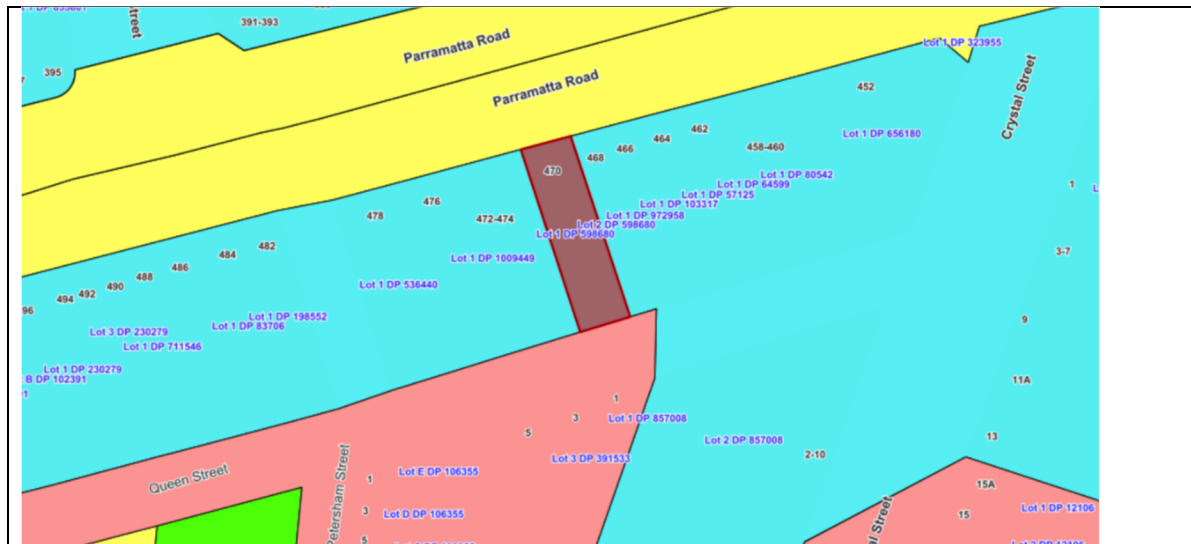 391-393
395
Parramatta Road
Parramatta Road
Lot 1 DP 323955
Crystal Street
452
462
464
466
468
458-460
Lot 1 DP 656180
470
Lot 1 DP 80542
Lot 1 DP 64599
Lot 1 DP 57125
Lot 1 DP 103317
Lot 1 DP 972958
Lot 2 DP 598680
Lot 1 DP 598680
1
476
478
472-474
482
484
486
488
490
492
494
96
3-7
Lot 1 DP 1009449
Lot 1 DP 536440
Lot 1 DP 198552
Lot 1 DP 83706
Lot 3 DP 230279
Lot 1 DP 711546
Lot 1 DP 230279
B DP 102391
9
11A
1
3
5
Lot 1 DP 857008
Lot 2 DP 857008
13
2-10
Lot 3 DP 391533
Queen Street
Petersham Street
1
Lot E DP 106355
3
Lot D DP 106355
5
15A
15
Lot 1 DP 12106
al Street